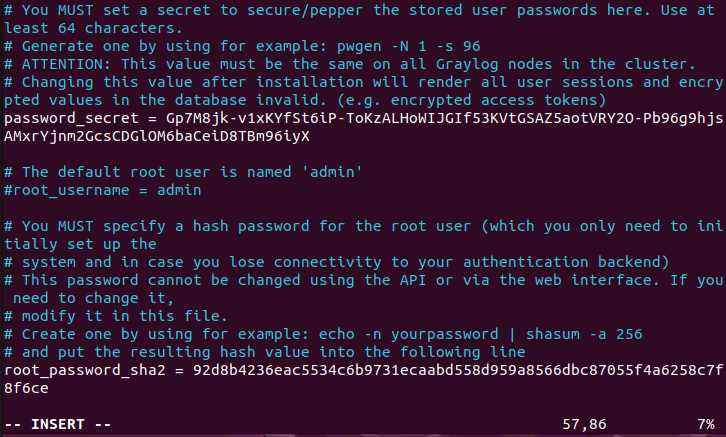 # You MUST set a secret to secure/pepper the stored user passwords here. Use at
least 64 characters.
# Generate one by using for example: pwgen -N 1 -s 96
# ATTENTION: This value must be the same on all Graylog nodes in the cluster.
# Changing this value after installation will render all user sessions and encry
pted values in the database invalid. (e.g. encrypted access tokens)
password_secret = Gp7M8jk-v1xKYfSt6iP-ToKzALHoWIJGIf53KVtGSAZ5aotVRY2O-Pb96g9hjs
AMxrYjnm2GcsCDGlOM6baCeiD8TBm96iyX
# The default root user is named 'admin'
#root_username = admin
# You MUST specify a hash password for the root user (which you only need to ini
tially set up the
# system and in case you lose connectivity to your authentication backend)
# This password cannot be changed using the API or via the web interface. If you
need to change it,
# modify it in this file.
# Create one by using for example: echo -n yourpassword | shasum -a 256
# and put the resulting hash value into the following line
root_password_sha2 = 92d8b4236eac5534c6b9731ecaabd558d959a8566dbc87055f4a6258c7f
8f6ce
-- INSERT -- 57,86 7%